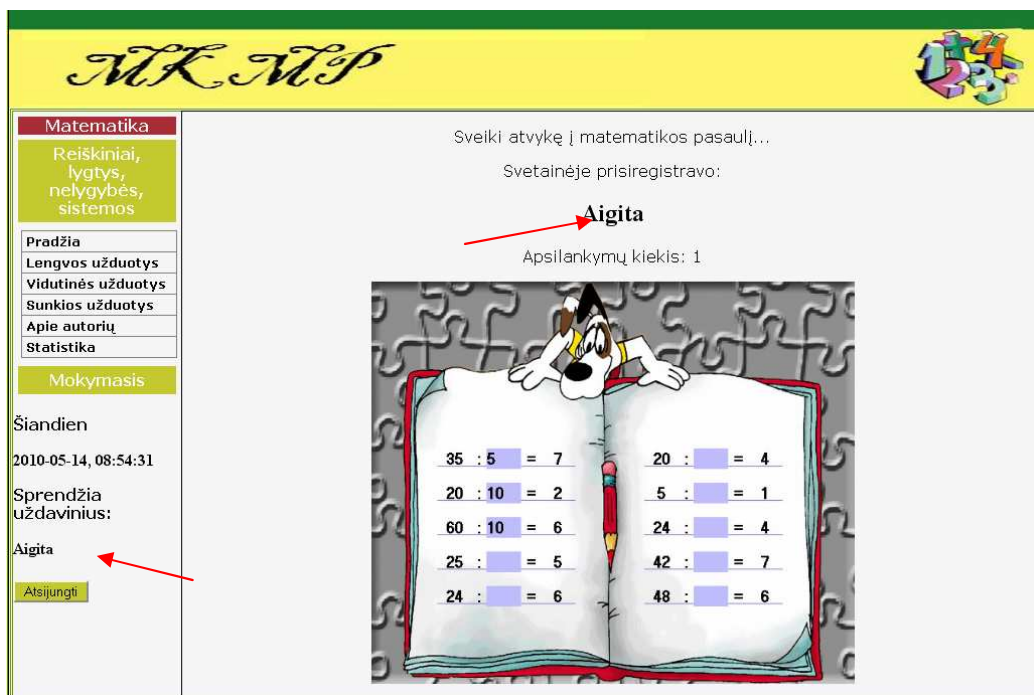 MKMP
Matematika
Reiškiniai,
lygtys,
nelygybės,
sistemos
Pradžia
Lengvos užduotys
Vidutinės užduotys
Sunkios užduotys
Apie autorių
Statistika
Mokymasis
Šiandien
2010-05-14, 08:54:31
Sprendžia
uždavinius:
Aigita
Atsijungti
Sveiki atvykę į matematikos pasaulį...
Svetainėje prisiregistravo:
Aigita
Apsilankymų kiekis: 1
35 : 5 = 7
20 : 10 = 2
60 : 10 = 6
25 : = 5
24 : = 6
20 : = 4
5 : = 1
24 : = 4
42 : = 7
48 : = 6